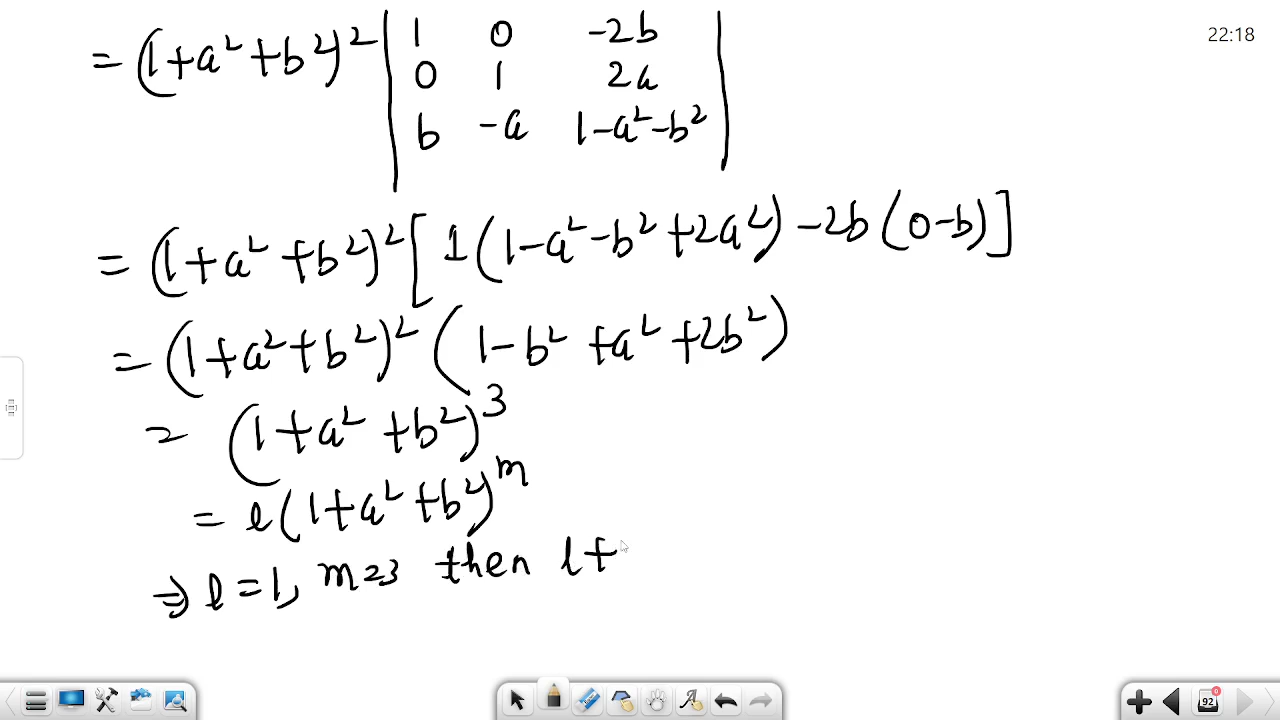 22:18
= (1+a²+b²)² | 1 0 -2b
0 1 2a
b -a 1-a²-b² |
= (1+a²+b²)² [1(1-a²-b²+2a²) -2b(0-b)]
= (1+a²+b²)² (1-b²+a²+2b²)
= (1+a²+b²)³
= l(1+a²+b²)ᵐ
⇒ l=1, m=3 then l+
92
0